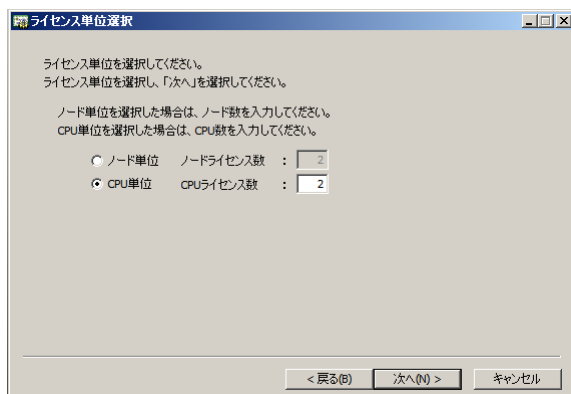 ライセンス単位選択
ライセンス単位を選択してください。
ライセンス単位を選択し、「次へ」を選択してください。
ノード単位を選択した場合は、ノード数を入力してください。
CPU単位を選択した場合は、CPU数を入力してください。
ノード単位 ノードライセンス数 : 2
CPU単位 CPUライセンス数 : 2
< 戻る(B) 次へ(N) > キャンセル